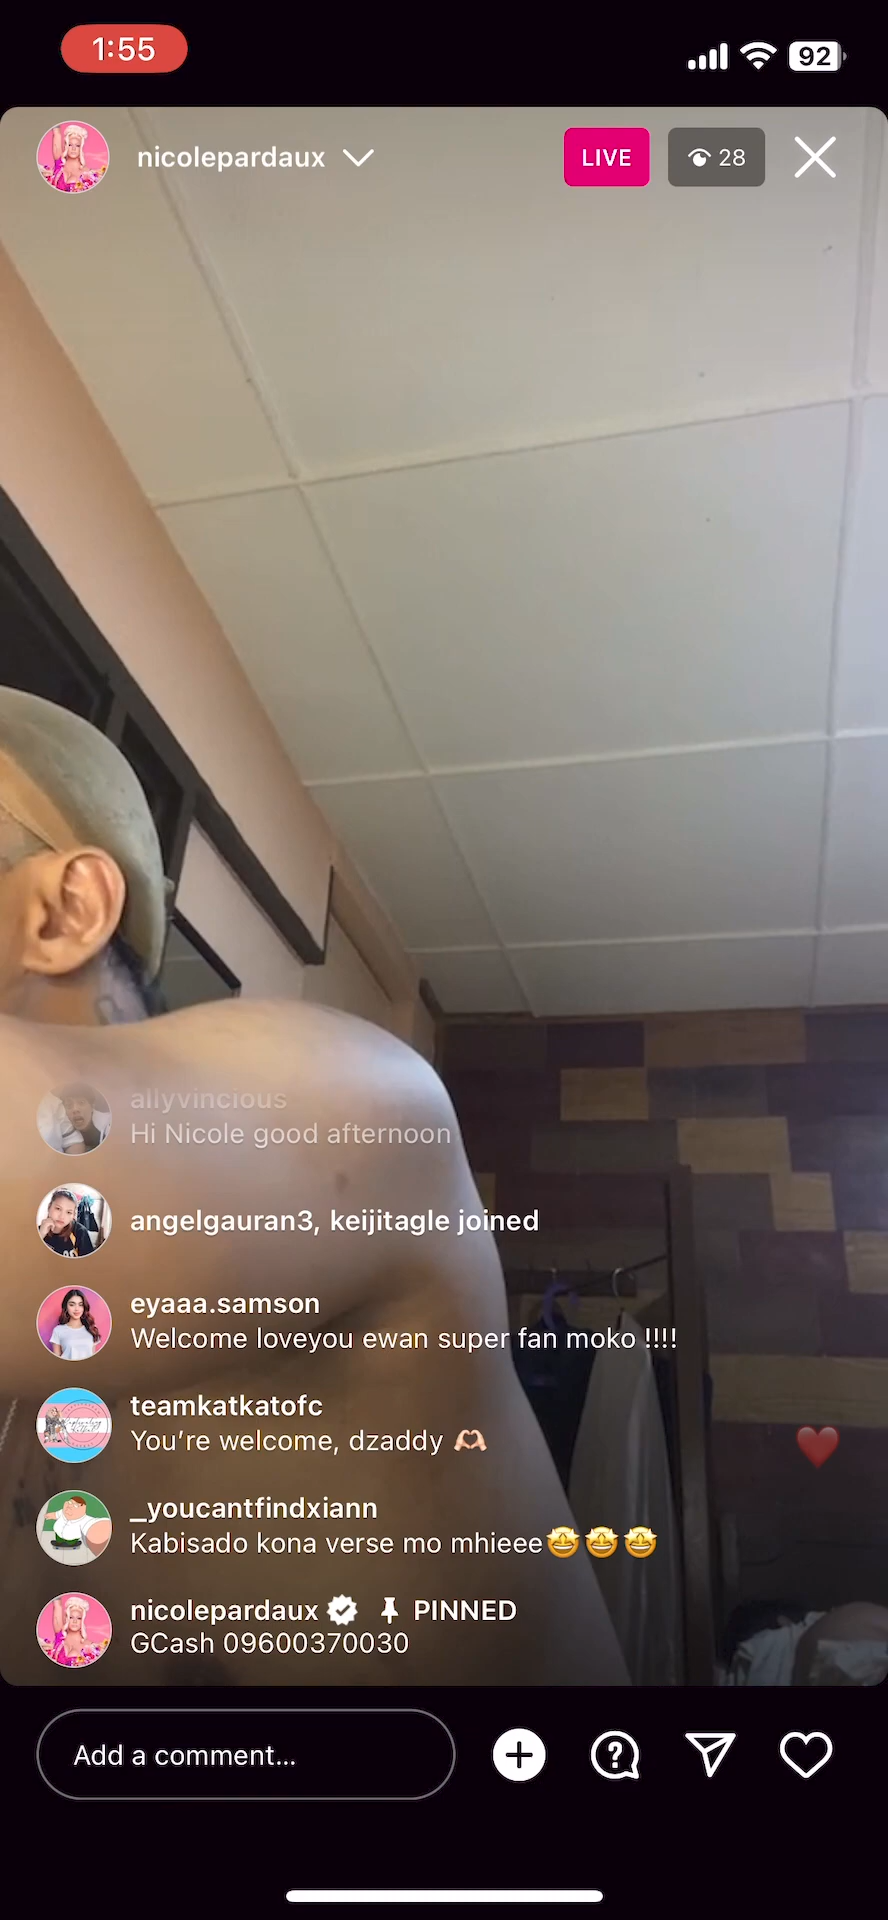 1:55
92
nicolepardaux
LIVE
28
allyvincious
Hi Nicole good afternoon
angelgauran3, keijitagle joined
eyaaa.samson
Welcome loveyou ewan super fan moko !!!!
teamkatkatofc
You’re welcome, dzaddy 🫶🏻
_youcantfindxiann
Kabisado kona verse mo mhieee🤩🤩🤩
nicolepardaux PINNED
GCash 09600370030
Add a comment...